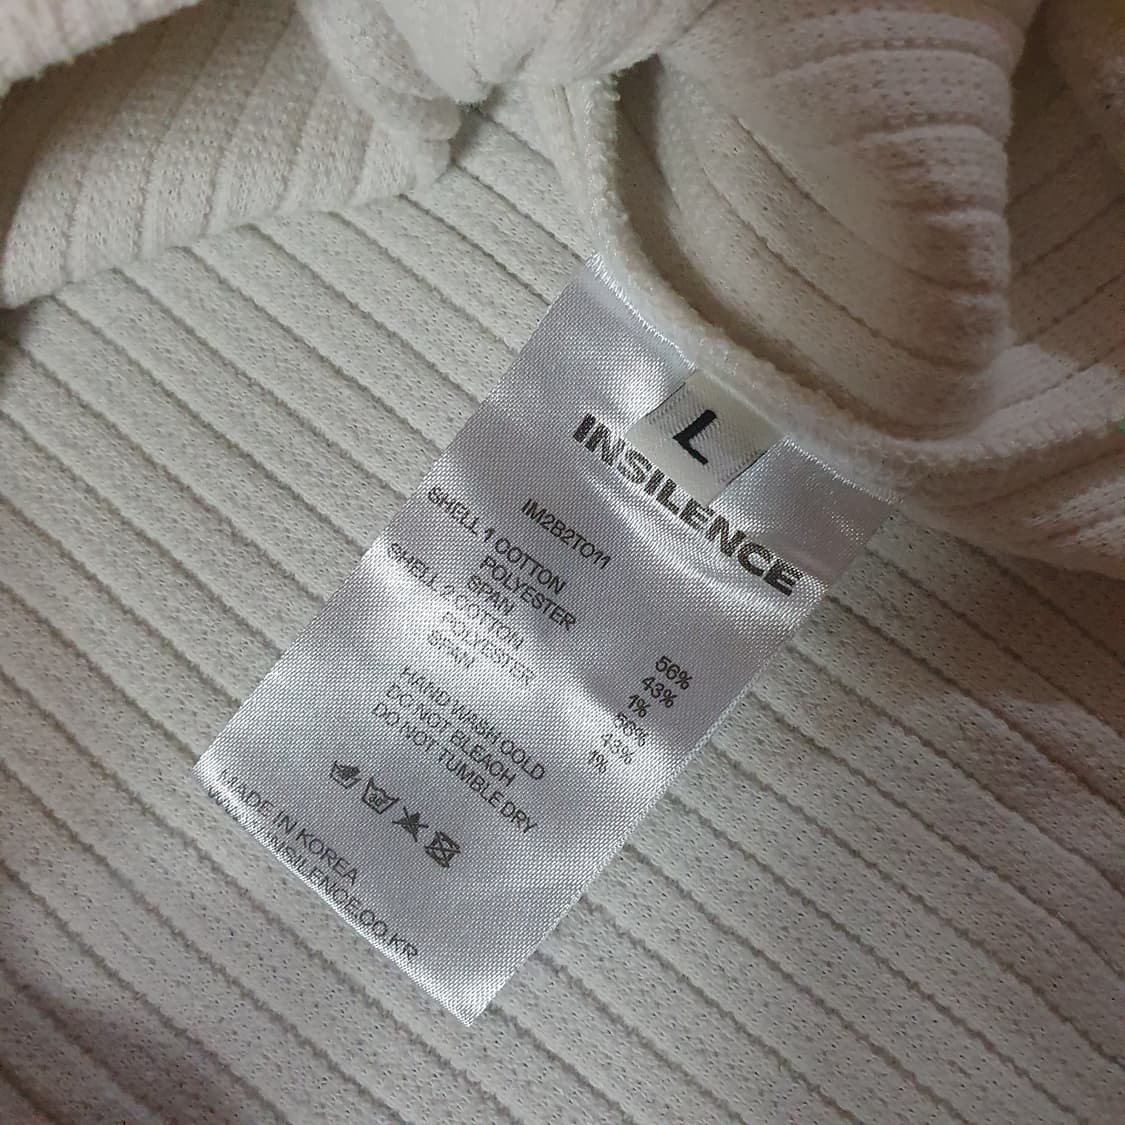 L
INSILENCE
IM2B2TO11
SHELL 1 COTTON 56%
POLYESTER 43%
SPAN 1%
SHELL 2 COTTON 56%
POLYESTER 43%
SPAN 1%
HAND WASH COLD
DO NOT BLEACH
DO NOT TUMBLE DRY
MADE IN KOREA
WWW.INSILENCE.CO.KR